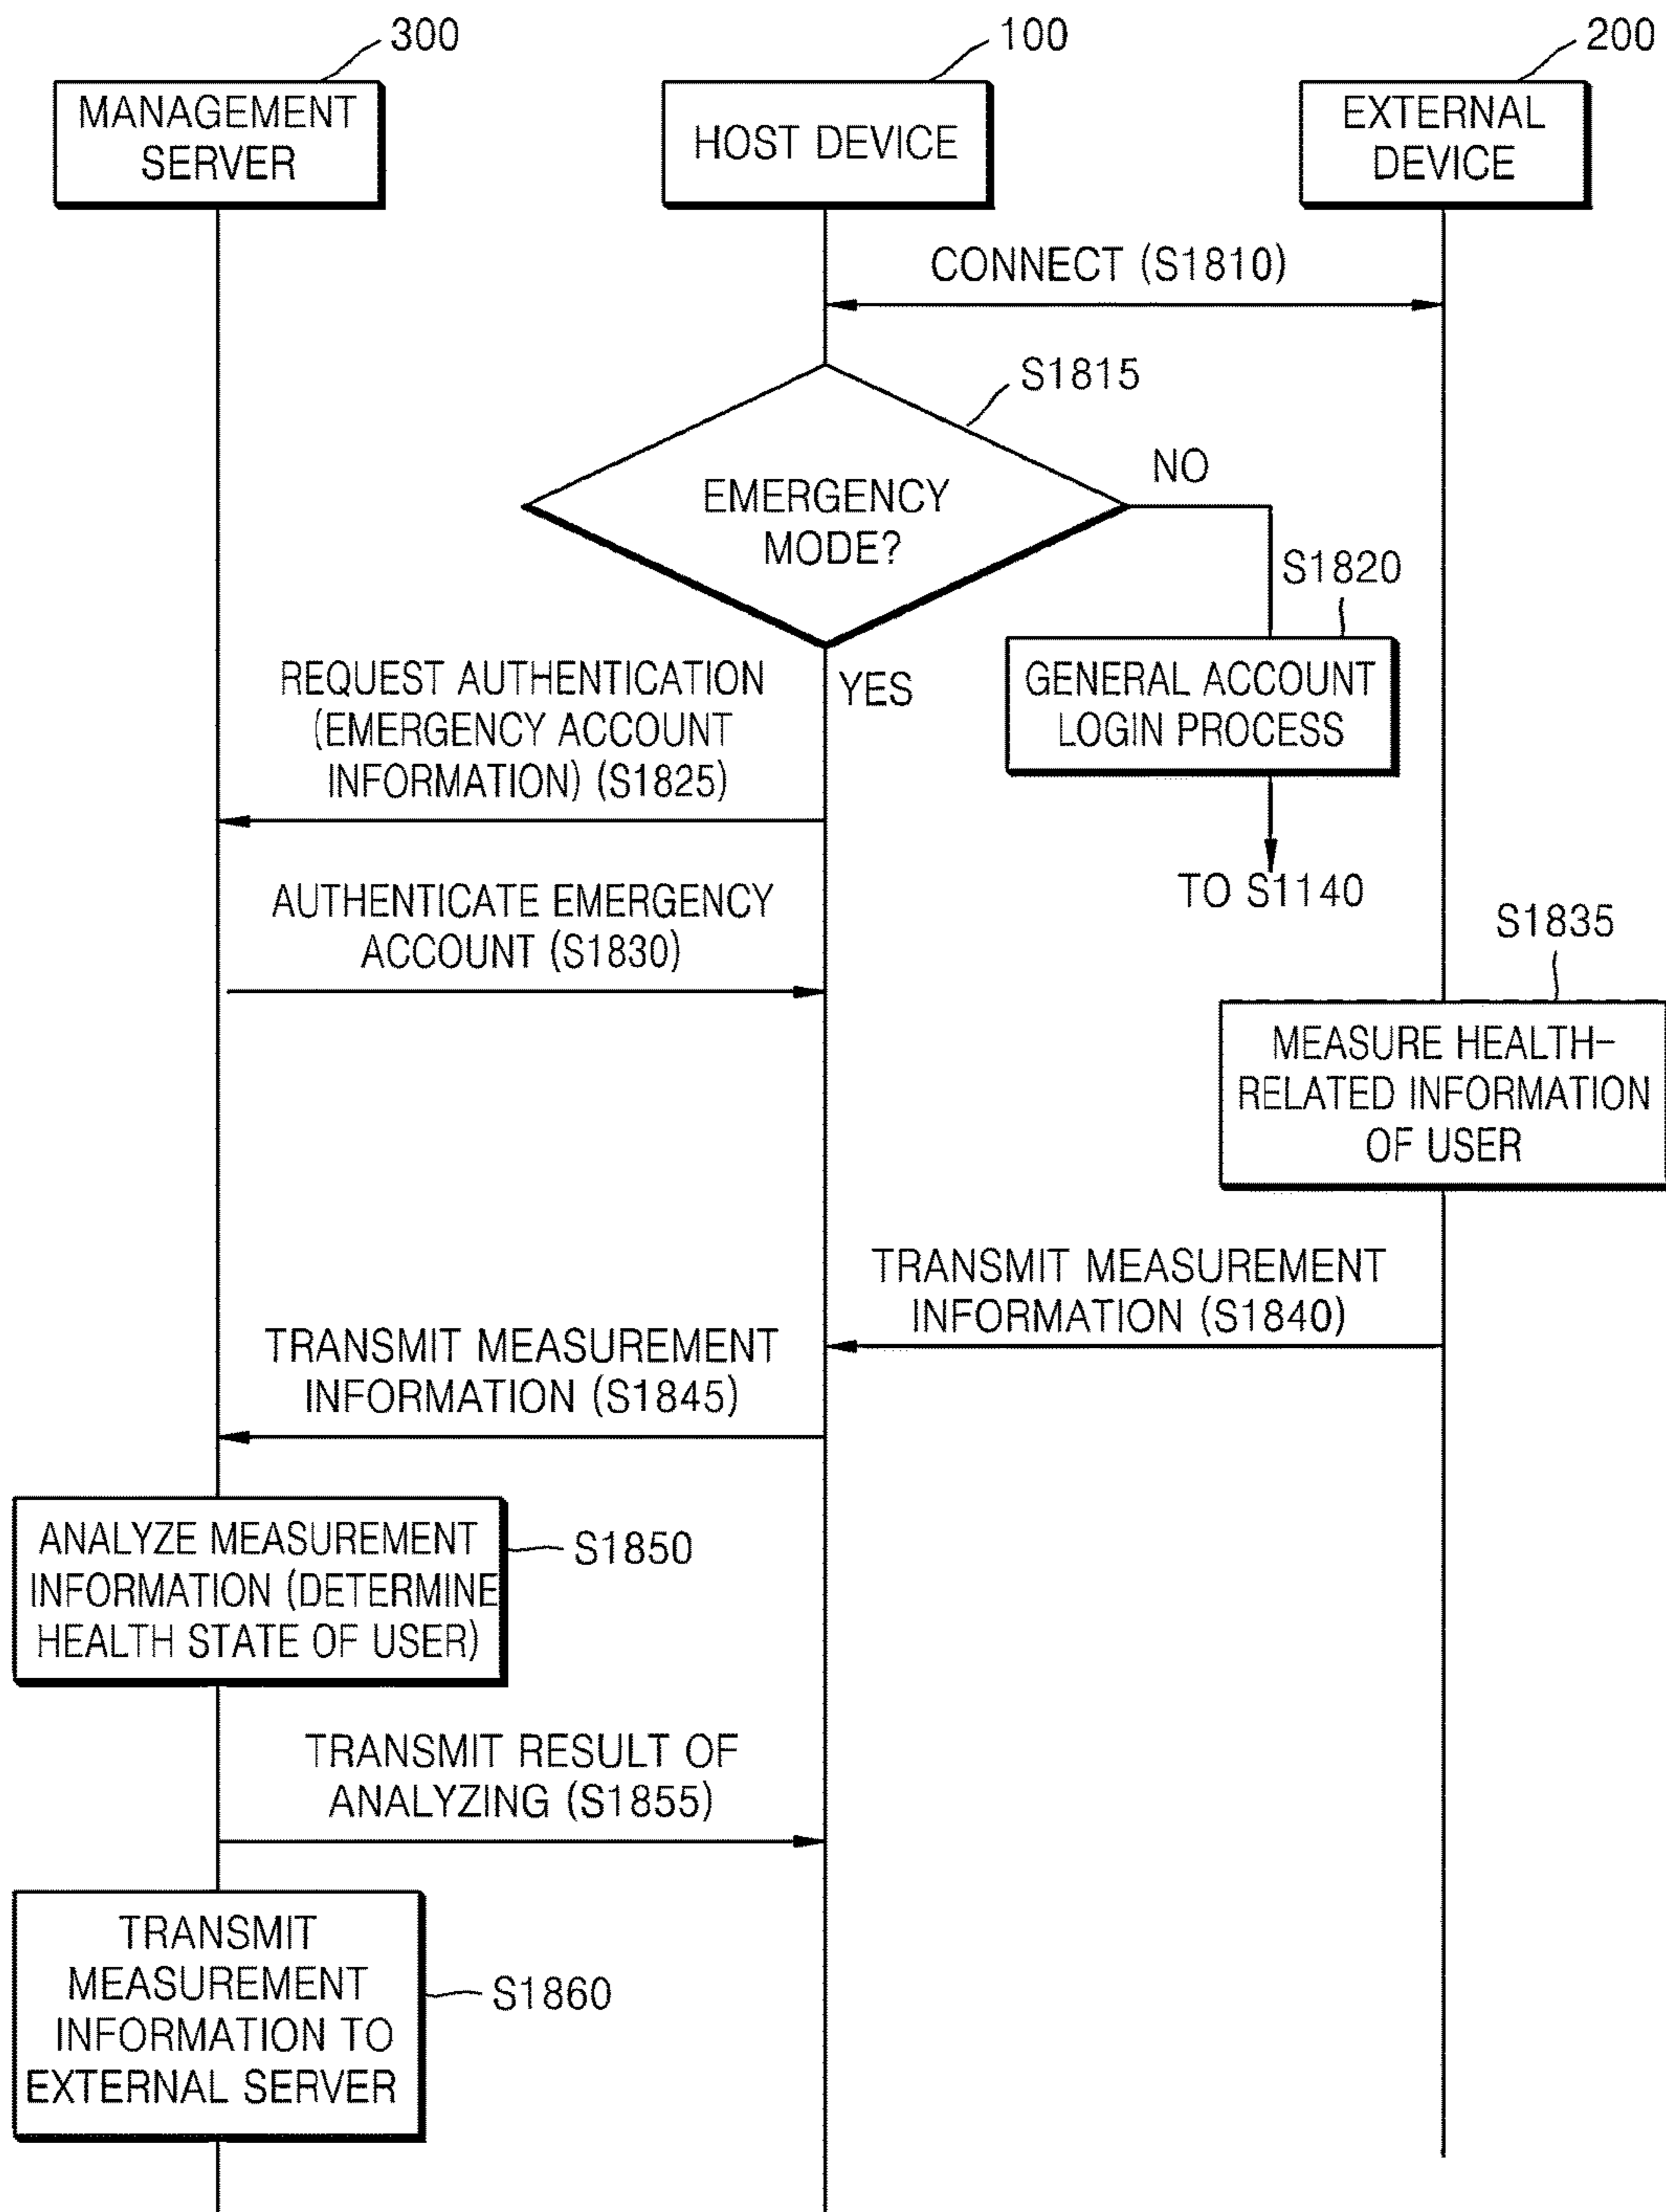 300
100
200
MANAGEMENT
SERVER
HOST DEVICE
EXTERNAL
DEVICE
CONNECT (S1810)
S1815
EMERGENCY
MODE?
NO
YES
S1820
GENERAL ACCOUNT
LOGIN PROCESS
TO S1140
REQUEST AUTHENTICATION
(EMERGENCY ACCOUNT
INFORMATION) (S1825)
AUTHENTICATE EMERGENCY
ACCOUNT (S1830)
S1835
MEASURE HEALTH-
RELATED INFORMATION
OF USER
TRANSMIT MEASUREMENT
INFORMATION (S1840)
TRANSMIT MEASUREMENT
INFORMATION (S1845)
ANALYZE MEASUREMENT
INFORMATION (DETERMINE
HEALTH STATE OF USER)
S1850
TRANSMIT RESULT OF
ANALYZING (S1855)
TRANSMIT
MEASUREMENT
INFORMATION TO
EXTERNAL SERVER
S1860